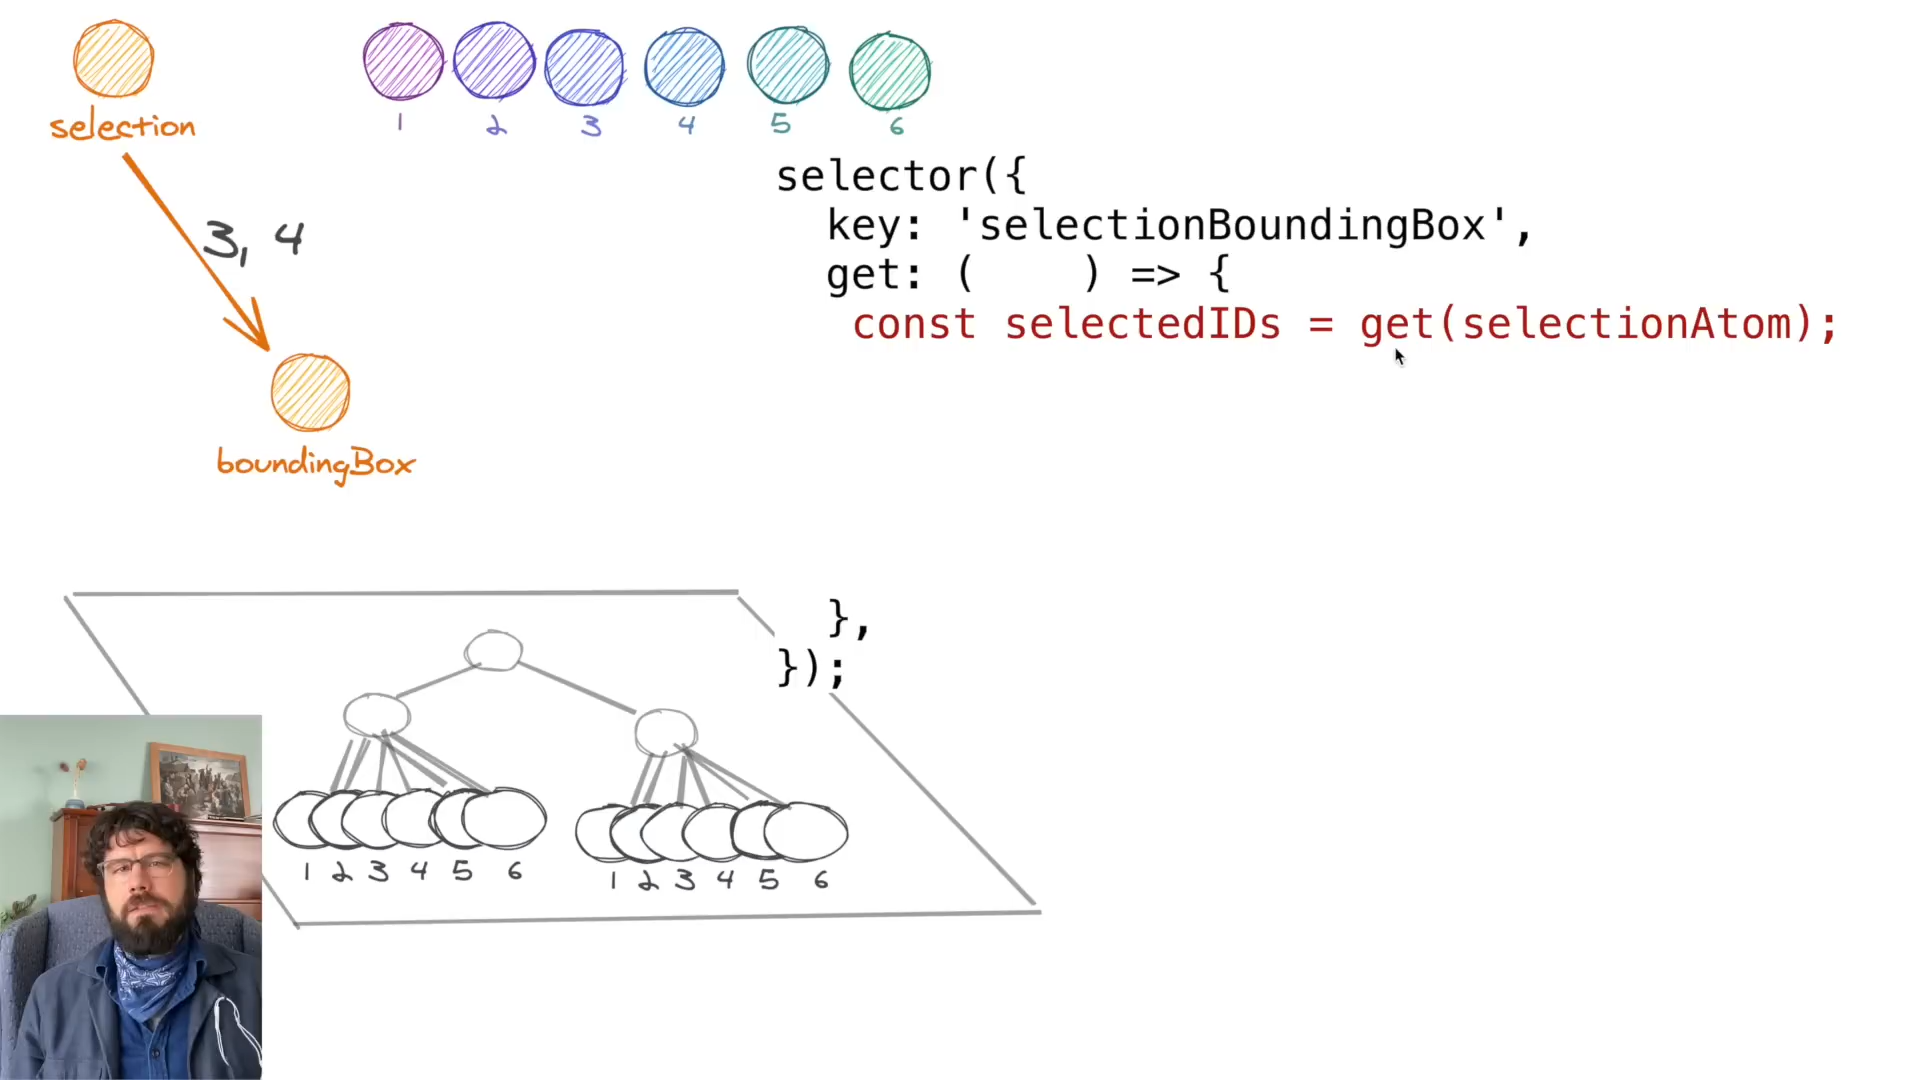 selection
1 2 3 4 5 6
3, 4
boundingBox
selector({
key: 'selectionBoundingBox',
get: (    ) => {
const selectedIDs = get(selectionAtom);
},
});
1 2 3 4 5 6
1 2 3 4 5 6